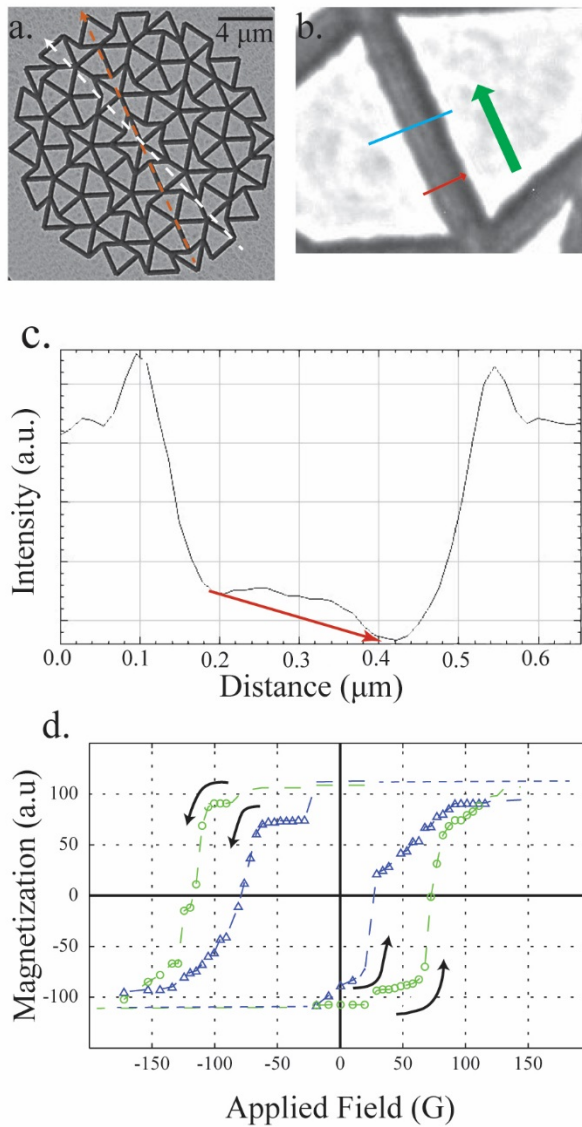 a.
4 μm
b.
c.
Intensity (a.u.)
0.0 0.1 0.2 0.3 0.4 0.5 0.6
Distance (μm)
d.
Magnetization (a.u)
100
50
0
-50
-100
-150 -100 -50 0 50 100 150
Applied Field (G)